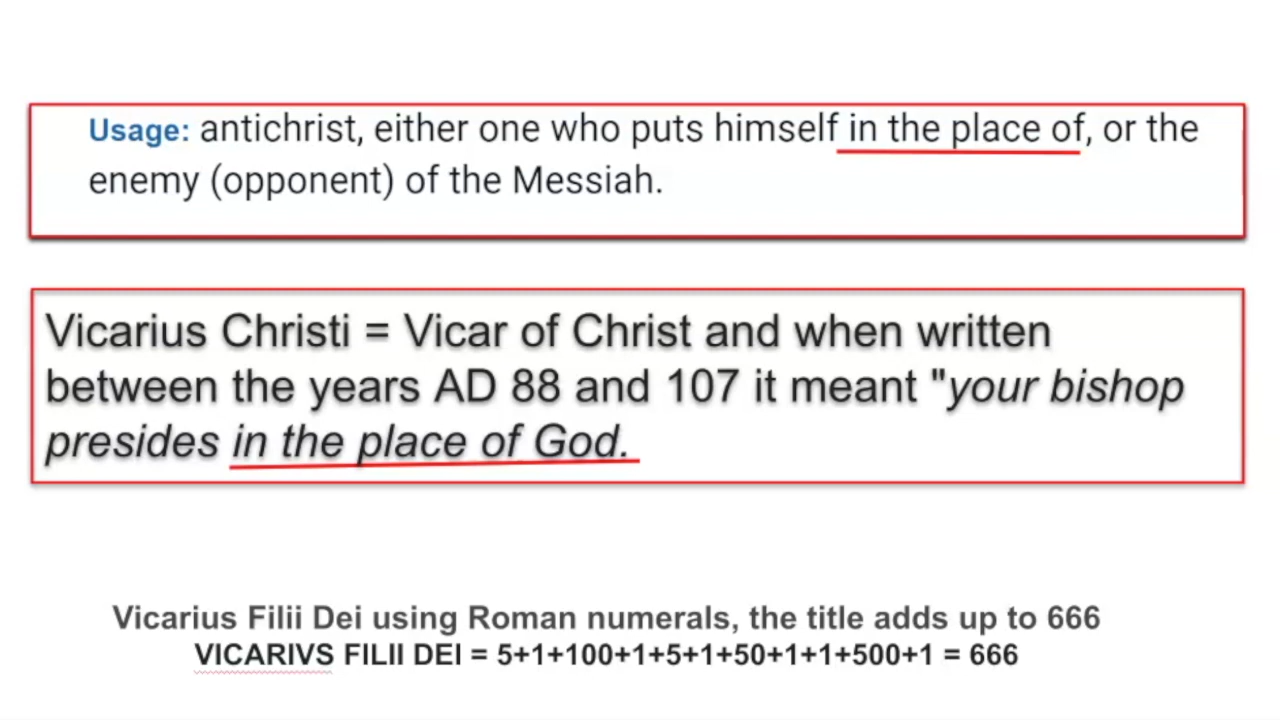 Usage: antichrist, either one who puts himself in the place of, or the
enemy (opponent) of the Messiah.
Vicarius Christi = Vicar of Christ and when written
between the years AD 88 and 107 it meant "your bishop
presides in the place of God.
Vicarius Filii Dei using Roman numerals, the title adds up to 666
VICARIVS FILII DEI = 5+1+100+1+5+1+50+1+1+500+1 = 666